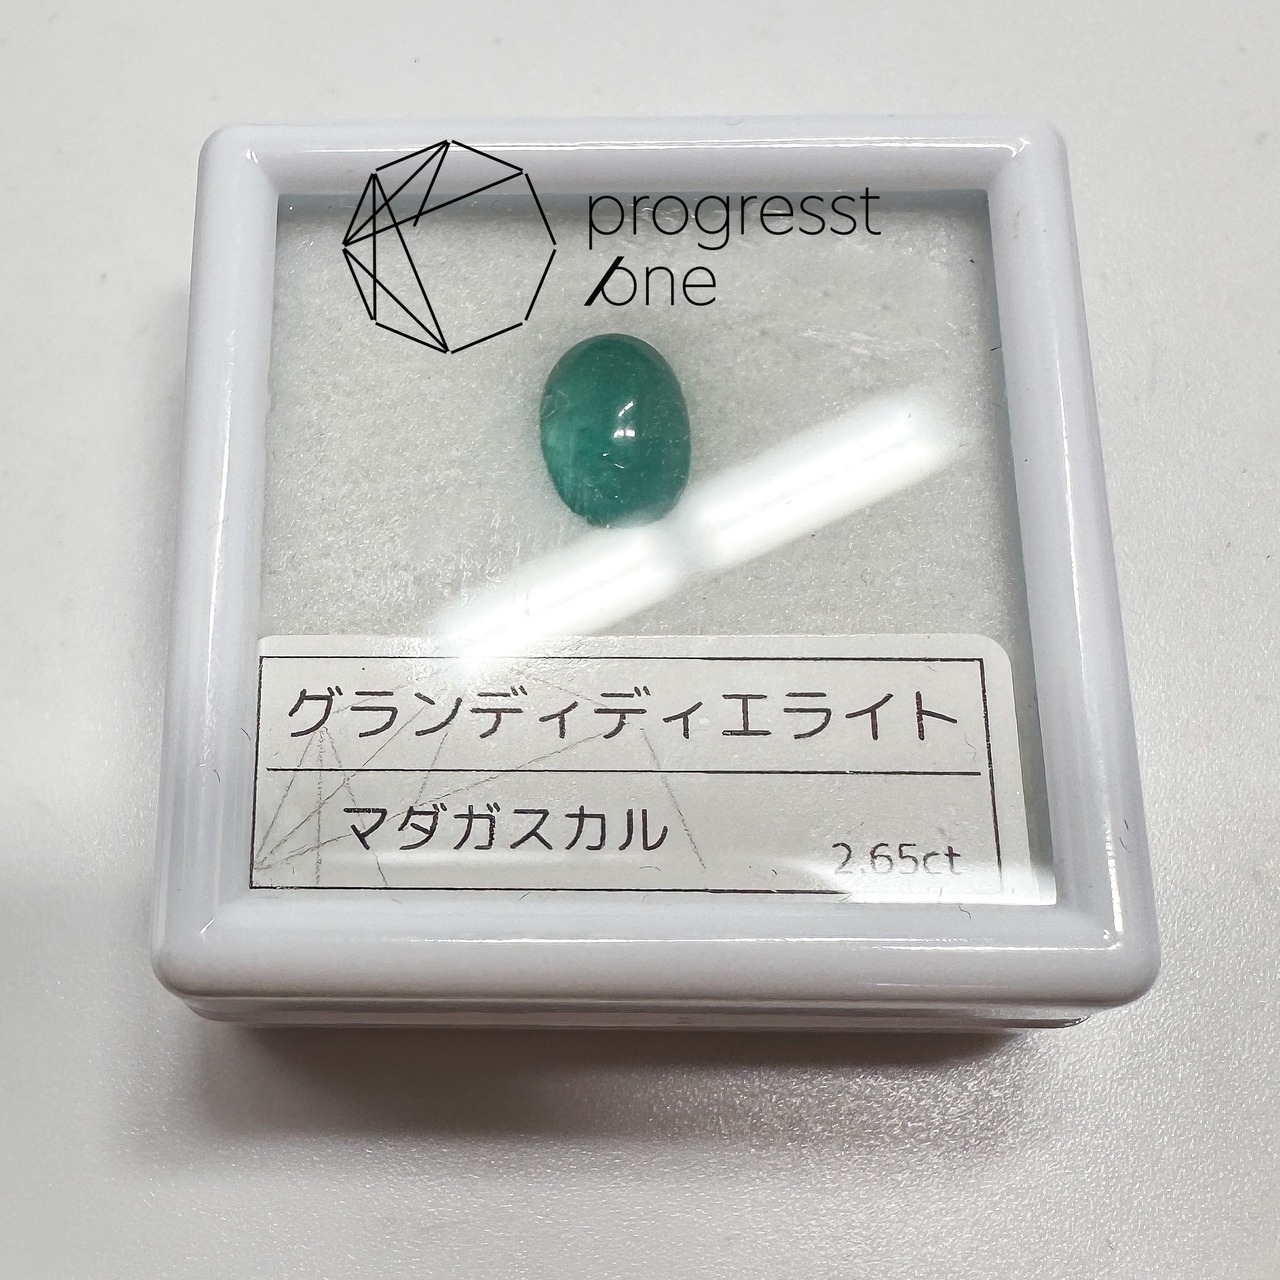 progresst
one
グランディディエライト
マダガスカル
2.65ct